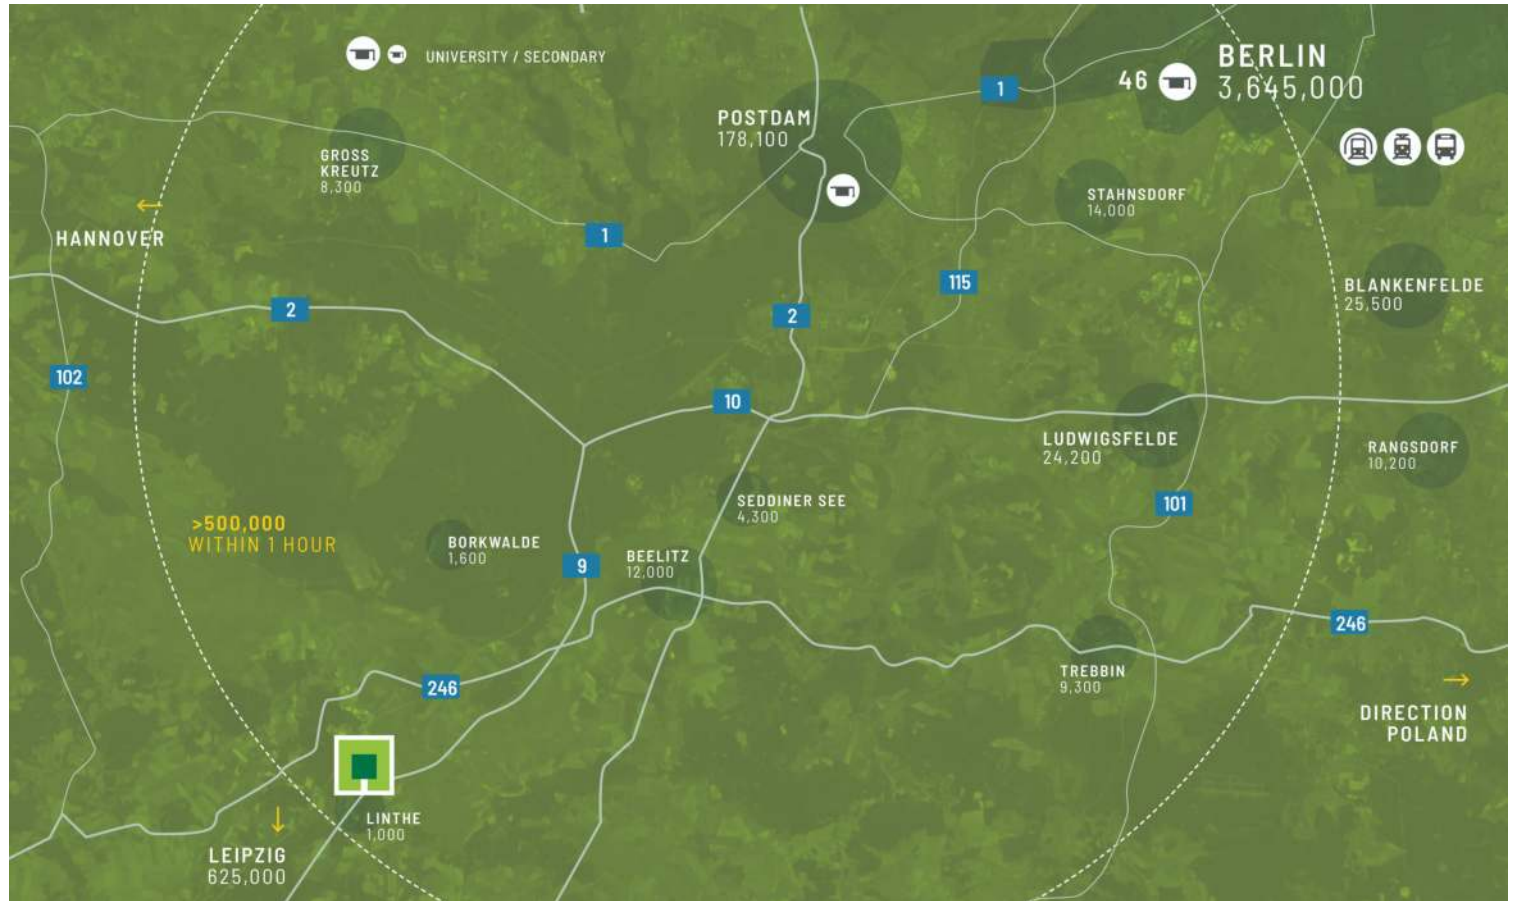 UNIVERSITY / SECONDARY
46
BERLIN
3,645,000
POSTDAM
178,100
1
GROSS
KREUTZ
8,300
STAHNSDORF
14,000
←
HANNOVER
1
115
BLANKENFELDE
25,500
2
2
102
10
LUDWIGSFELDE
24,200
RANGSDORF
10,200
SEDDINER SEE
4,300
101
>500,000
WITHIN 1 HOUR
BORKWALDE
1,600
BEELITZ
12,000
9
246
TREBBIN
9,300
246
→
DIRECTION
POLAND
LINTHE
1,000
↓
LEIPZIG
625,000